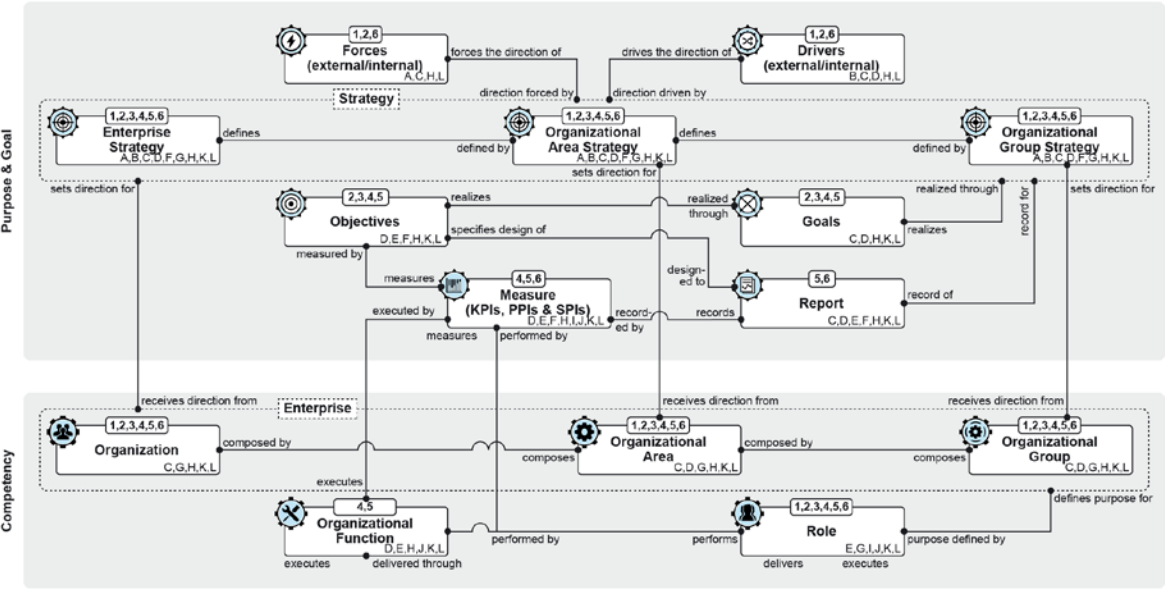 Purpose & Goal
1,2,6
Forces
(external/internal)
A,C,H,L
forces the direction of
drives the direction of
1,2,6
Drivers
(external/internal)
B,C,D,H,L
direction forced by
direction driven by
Strategy
1,2,3,4,5,6
Enterprise
Strategy
A,B,C,D,F,G,H,K,L
defines
defined by
1,2,3,4,5,6
Organizational
Area Strategy
A,B,C,D,F,G,H,K,L
defines
defined by
1,2,3,4,5,6
Organizational
Group Strategy
A,B,C,D,F,G,H,K,L
sets direction for
sets direction for
realized through
record for
sets direction for
2,3,4,5
Objectives
D,E,F,H,K,L
realizes
realized
through
2,3,4,5
Goals
C,D,H,K,L
realizes
specifies design of
measured by
design-
ed to
measures
4,5,6
Measure
(KPIs, PPIs & SPIs)
D,E,F,H,I,J,K,L
executed by
measures
performed by
record-
ed by
records
5,6
Report
C,D,E,F,H,K,L
record of
Competency
receives direction from
Enterprise
receives direction from
receives direction from
1,2,3,4,5,6
Organization
C,G,H,K,L
composed by
composes
1,2,3,4,5,6
Organizational
Area
C,D,G,H,K,L
composed by
composes
1,2,3,4,5,6
Organizational
Group
C,D,G,H,K,L
executes
defines purpose for
4,5
Organizational
Function
D,E,H,J,K,L
performed by
performs
1,2,3,4,5,6
Role
E,G,I,J,K,L
purpose defined by
executes
delivered through
delivers
executes